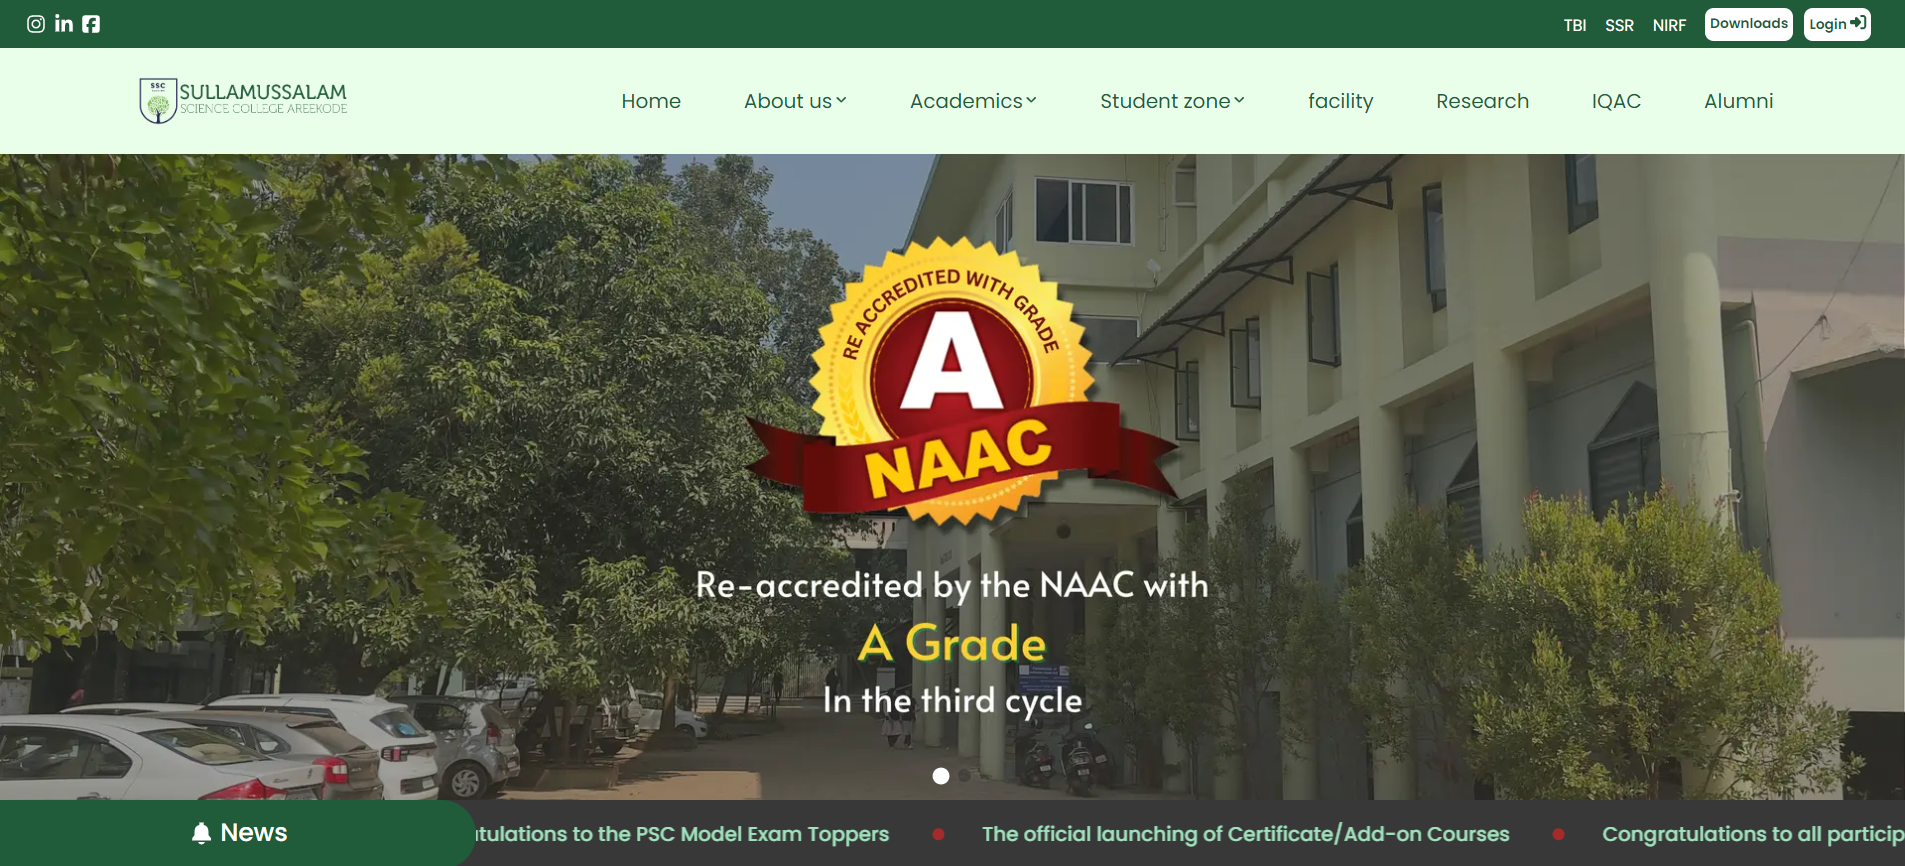 TBI SSR NIRF Downloads Login
SSC
SULLAMUSSALAM
SCIENCE COLLEGE AREEKODE
Home About us Academics Student zone facility Research IQAC Alumni
RE ACCREDITED WITH GRADE
A
NAAC
Re-accredited by the NAAC with
A Grade
In the third cycle
News
tulations to the PSC Model Exam Toppers The official launching of Certificate/Add-on Courses Congratulations to all particip